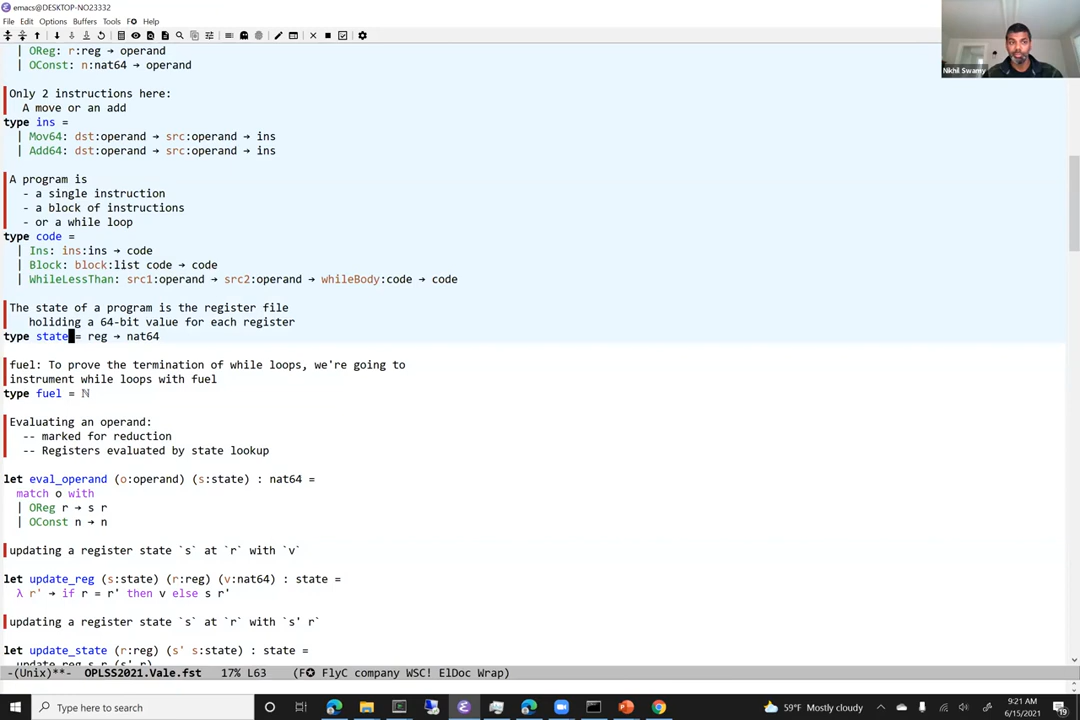 emacs@DESKTOP-NO23332
File Edit Options Buffers Tools F✪ Help
| OReg: r:reg → operand
| OConst: n:nat64 → operand
Only 2 instructions here:
A move or an add
type ins =
| Mov64: dst:operand → src:operand → ins
| Add64: dst:operand → src:operand → ins
A program is
- a single instruction
- a block of instructions
- or a while loop
type code =
| Ins: ins:ins → code
| Block: block:list code → code
| WhileLessThan: src1:operand → src2:operand → whileBody:code → code
The state of a program is the register file
holiding a 64-bit value for each register
type state = reg → nat64
fuel: To prove the termination of while loops, we're going to
instrument while loops with fuel
type fuel = ℕ
Evaluating an operand:
-- marked for reduction
-- Registers evaluated by state lookup
let eval_operand (o:operand) (s:state) : nat64 =
match o with
| OReg r → s r
| OConst n → n
updating a register state `s` at `r` with `v`
let update_reg (s:state) (r:reg) (v:nat64) : state =
λ r' → if r = r' then v else s r'
updating a register state `s` at `r` with `s' r`
let update_state (r:reg) (s' s:state) : state =
update_reg s r (s' r)
-(Unix)**- OPLSS2021.Vale.fst 17% L63 (F✪ FlyC company WSC! ElDoc Wrap)
Nikhil Swamy
Type here to search
59°F Mostly cloudy
9:21 AM
6/15/2021
19